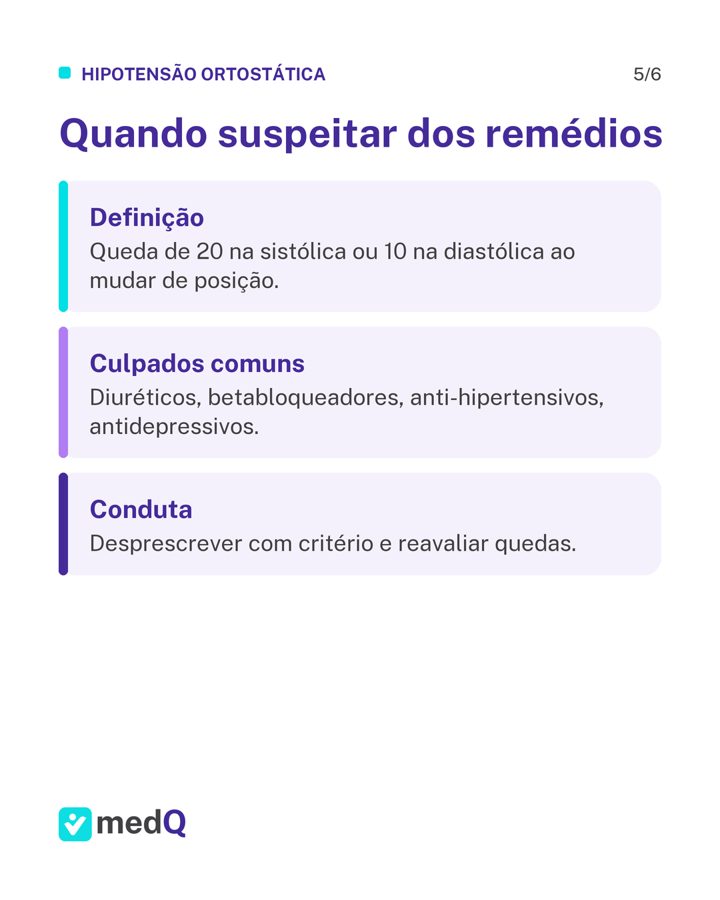 HIPOTENSÃO ORTOSTÁTICA
5/6
Quando suspeitar dos remédios
Definição
Queda de 20 na sistólica ou 10 na diastólica ao
mudar de posição.
Culpados comuns
Diuréticos, betabloqueadores, anti-hipertensivos,
antidepressivos.
Conduta
Desprescrever com critério e reavaliar quedas.
medQ